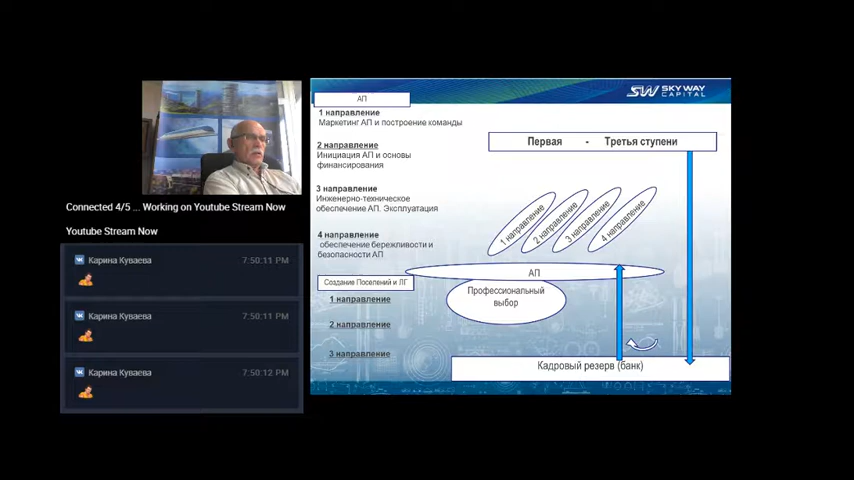 АП
SW SKY WAY
CAPITAL
1 направление
Маркетинг АП и построение команды
2 направление
Инициация АП и основы
финансирования
3 направление
Инженерно-техническое
обеспечение АП. Эксплуатация
4 направление
обеспечение бережливости и
безопасности АП
Создание Поселений и ЛГ
1 направление
2 направление
3 направление
Первая - Третья ступени
1 направление
2 направление
3 направление
4 направление
АП
Профессиональный
выбор
Кадровый резерв (банк)
Connected 4/5 ... Working on Youtube Stream Now
Youtube Stream Now
Карина Куваева 7:50:11 PM
Карина Куваева 7:50:11 PM
Карина Куваева 7:50:12 PM